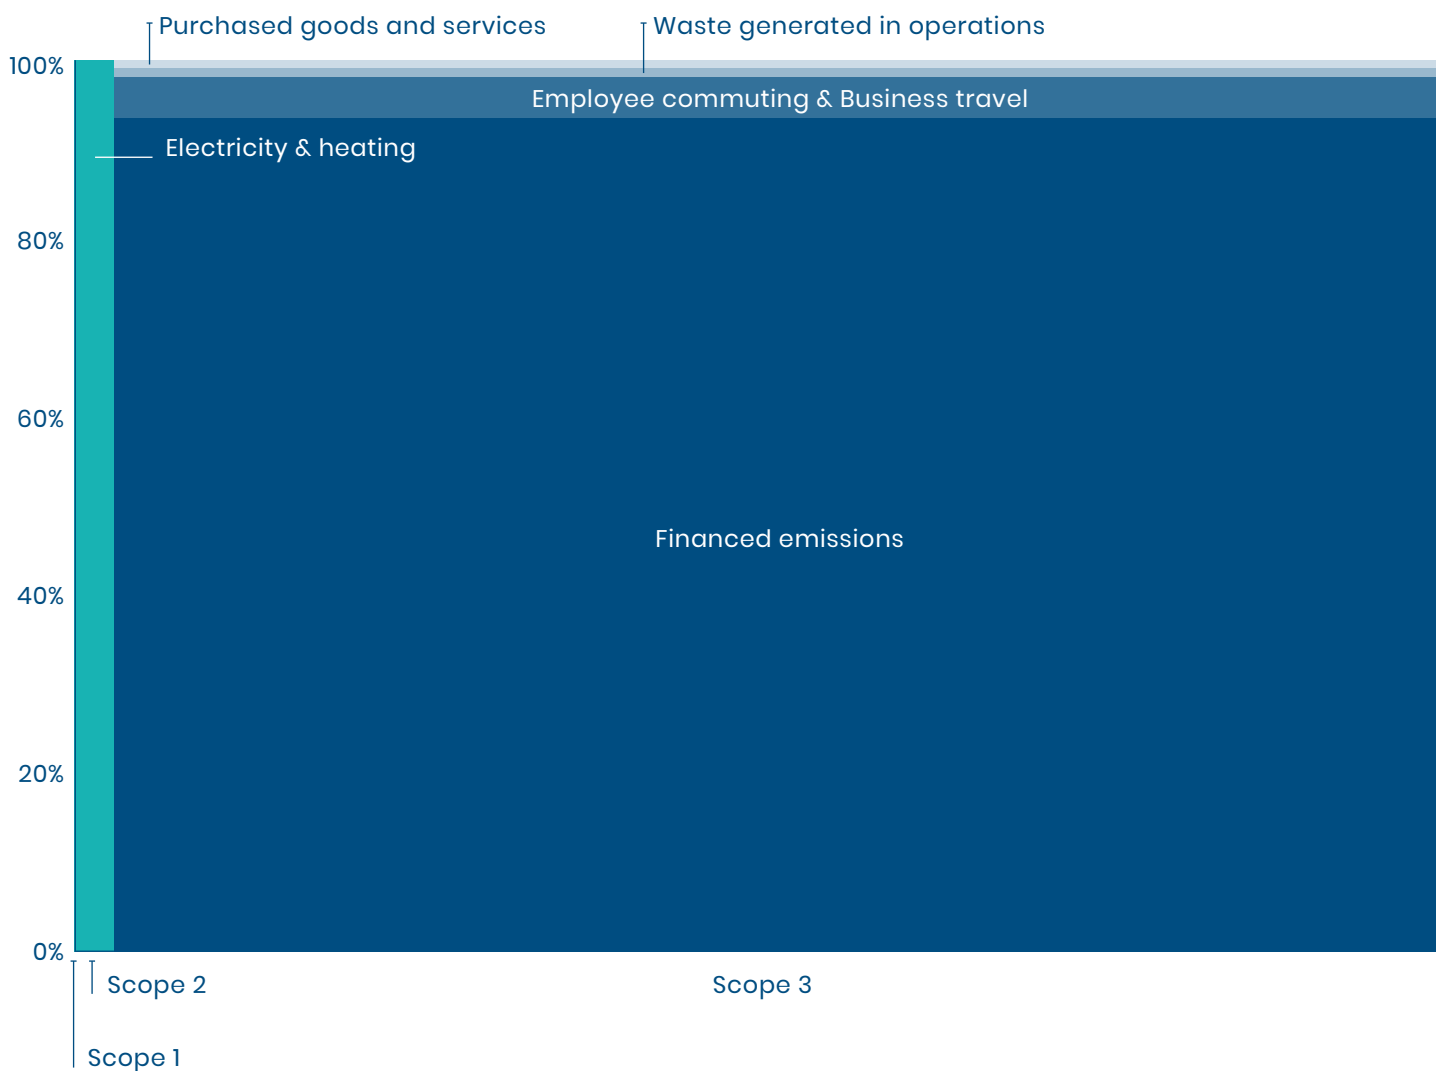 Purchased goods and services
Waste generated in operations
100%
Employee commuting & Business travel
Electricity & heating
80%
60%
Financed emissions
40%
20%
0%
Scope 2
Scope 3
Scope 1